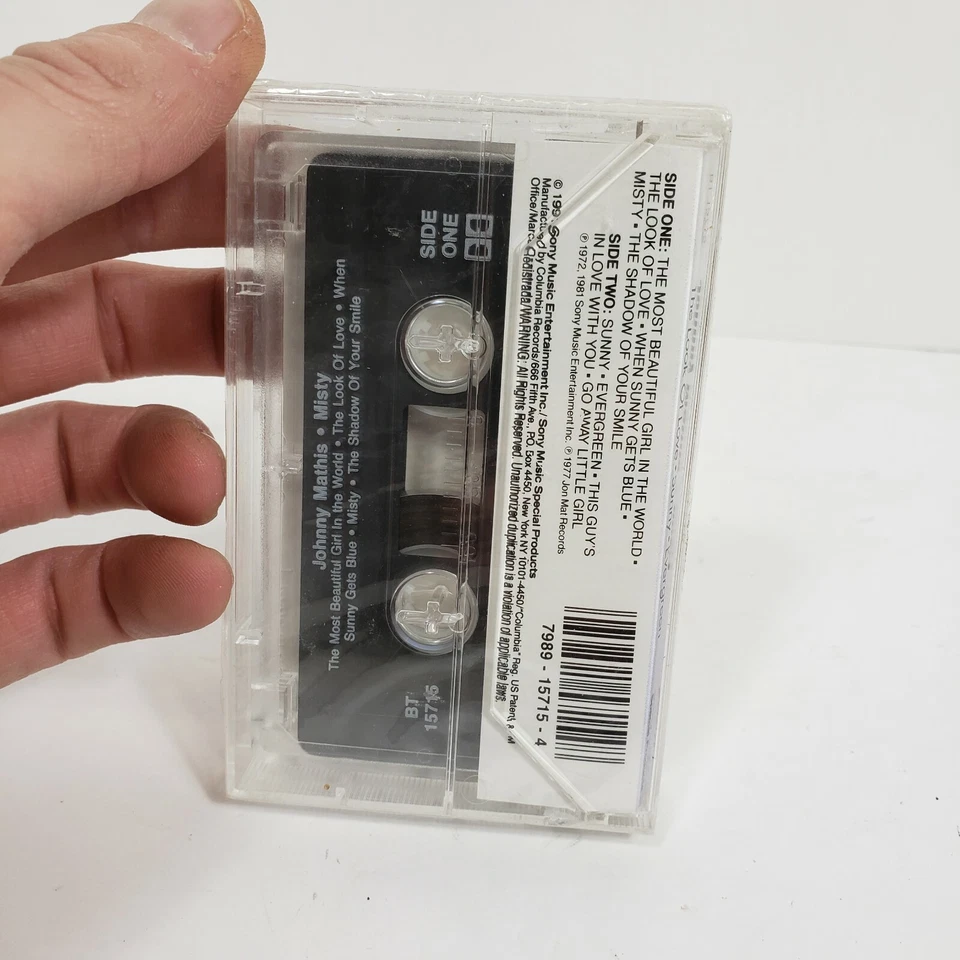 SIDE ONE: THE MOST BEAUTIFUL GIRL IN THE WORLD •
THE LOOK OF LOVE • WHEN SUNNY GETS BLUE •
MISTY • THE SHADOW OF YOUR SMILE
SIDE TWO: SUNNY • EVERGREEN • THIS GUY'S
IN LOVE WITH YOU • GO AWAY LITTLE GIRL
℗ 1972, 1981 Sony Music Entertainment Inc. ℗ 1977 Jon Mat Records
© Sony Music Entertainment Inc./ Sony Music Special Products
Manufactured by Columbia Records/666 Fifth Ave., PO Box 4450, New York NY 10101-4450/"Columbia" Reg. US Patent & TM
Office/Marca Registrada/WARNING: All Rights Reserved. Unauthorized duplication is a violation of applicable laws.
7989 - 15715 - 4
SIDE
ONE
BT
15715
Johnny Mathis • Misty
The Most Beautiful Girl In the World • The Look Of Love • When
Sunny Gets Blue • Misty • The Shadow Of Your Smile